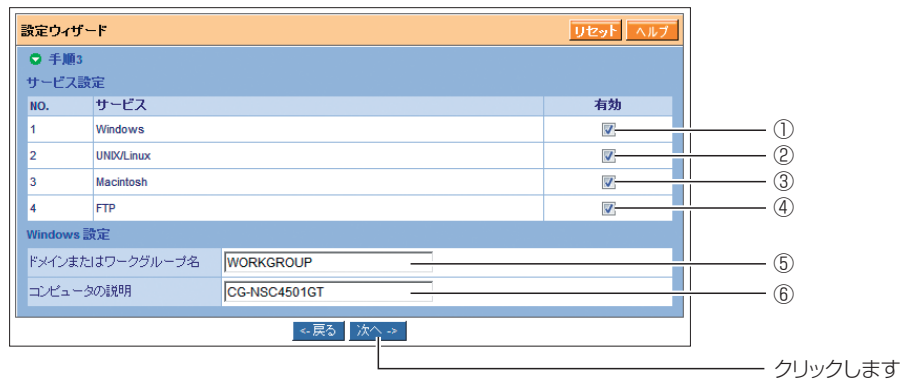 設定ウィザード リセット ヘルプ
手順3
サービス設定
NO. サービス 有効
1 Windows ①
2 UNIX/Linux ②
3 Macintosh ③
4 FTP ④
Windows 設定
ドメインまたはワークグループ名 WORKGROUP ⑤
コンピュータの説明 CG-NSC4501GT ⑥
<-戻る 次へ->
クリックします